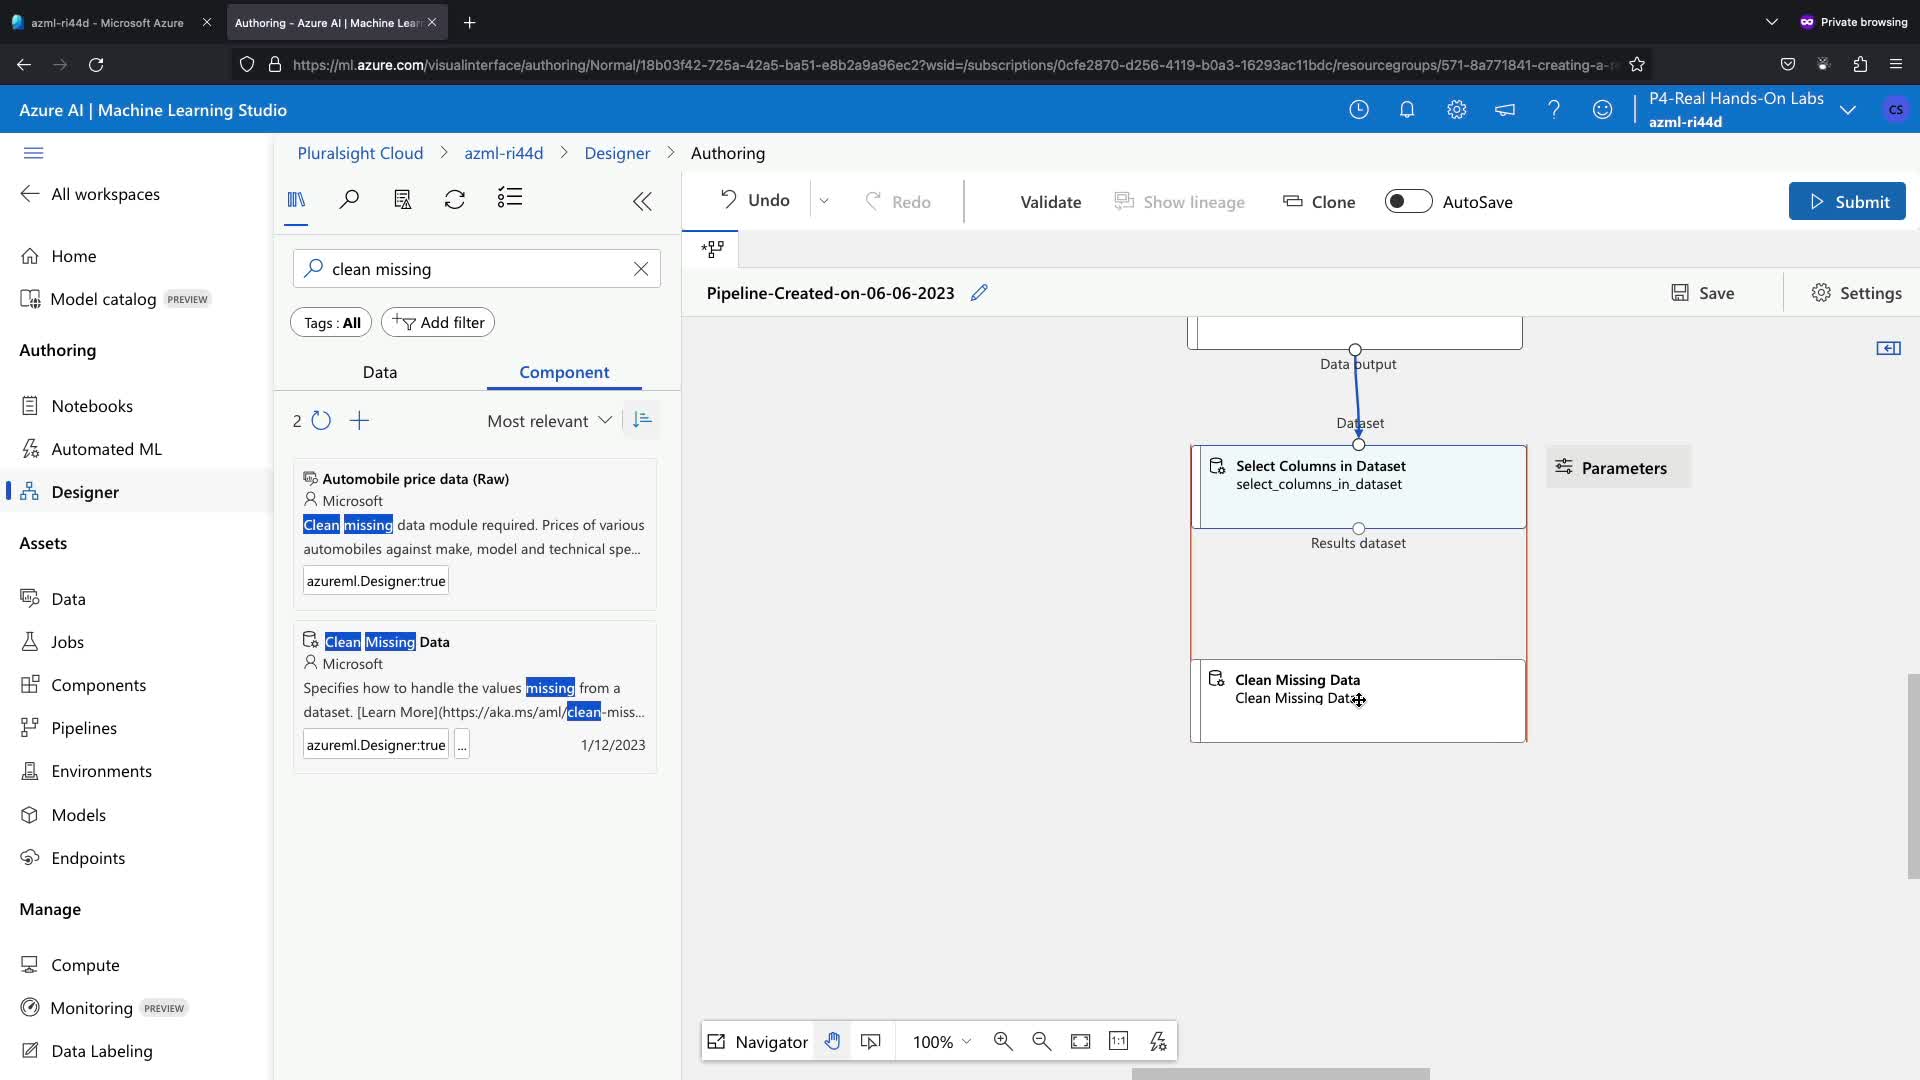 azml-ri44d - Microsoft Azure
Authoring - Azure AI | Machine Lear
Private browsing
https://ml.azure.com/visualinterface/authoring/Normal/18b03f42-725a-42a5-ba51-e8b2a9a96ec2?wsid=/subscriptions/0cfe2870-d256-4119-b0a3-16293ac11bdc/resourcegroups/571-8a771841-creating-a-r
Azure AI | Machine Learning Studio
P4-Real Hands-On Labs
azml-ri44d
CS
All workspaces
Home
Model catalog PREVIEW
Authoring
Notebooks
Automated ML
Designer
Assets
Data
Jobs
Components
Pipelines
Environments
Models
Endpoints
Manage
Compute
Monitoring PREVIEW
Data Labeling
Pluralsight Cloud > azml-ri44d > Designer > Authoring
clean missing
Tags : All
Add filter
Data
Component
2
Most relevant
Automobile price data (Raw)
Microsoft
Clean missing data module required. Prices of various
automobiles against make, model and technical spe...
azureml.Designer:true
Clean Missing Data
Microsoft
Specifies how to handle the values missing from a
dataset. [Learn More](https://aka.ms/aml/clean-miss...
azureml.Designer:true ... 1/12/2023
Undo
Redo
Validate
Show lineage
Clone
AutoSave
Submit
Pipeline-Created-on-06-06-2023
Save
Settings
Data output
Dataset
Select Columns in Dataset
select_columns_in_dataset
Parameters
Results dataset
Clean Missing Data
Clean Missing Data
Navigator
100%
1:1